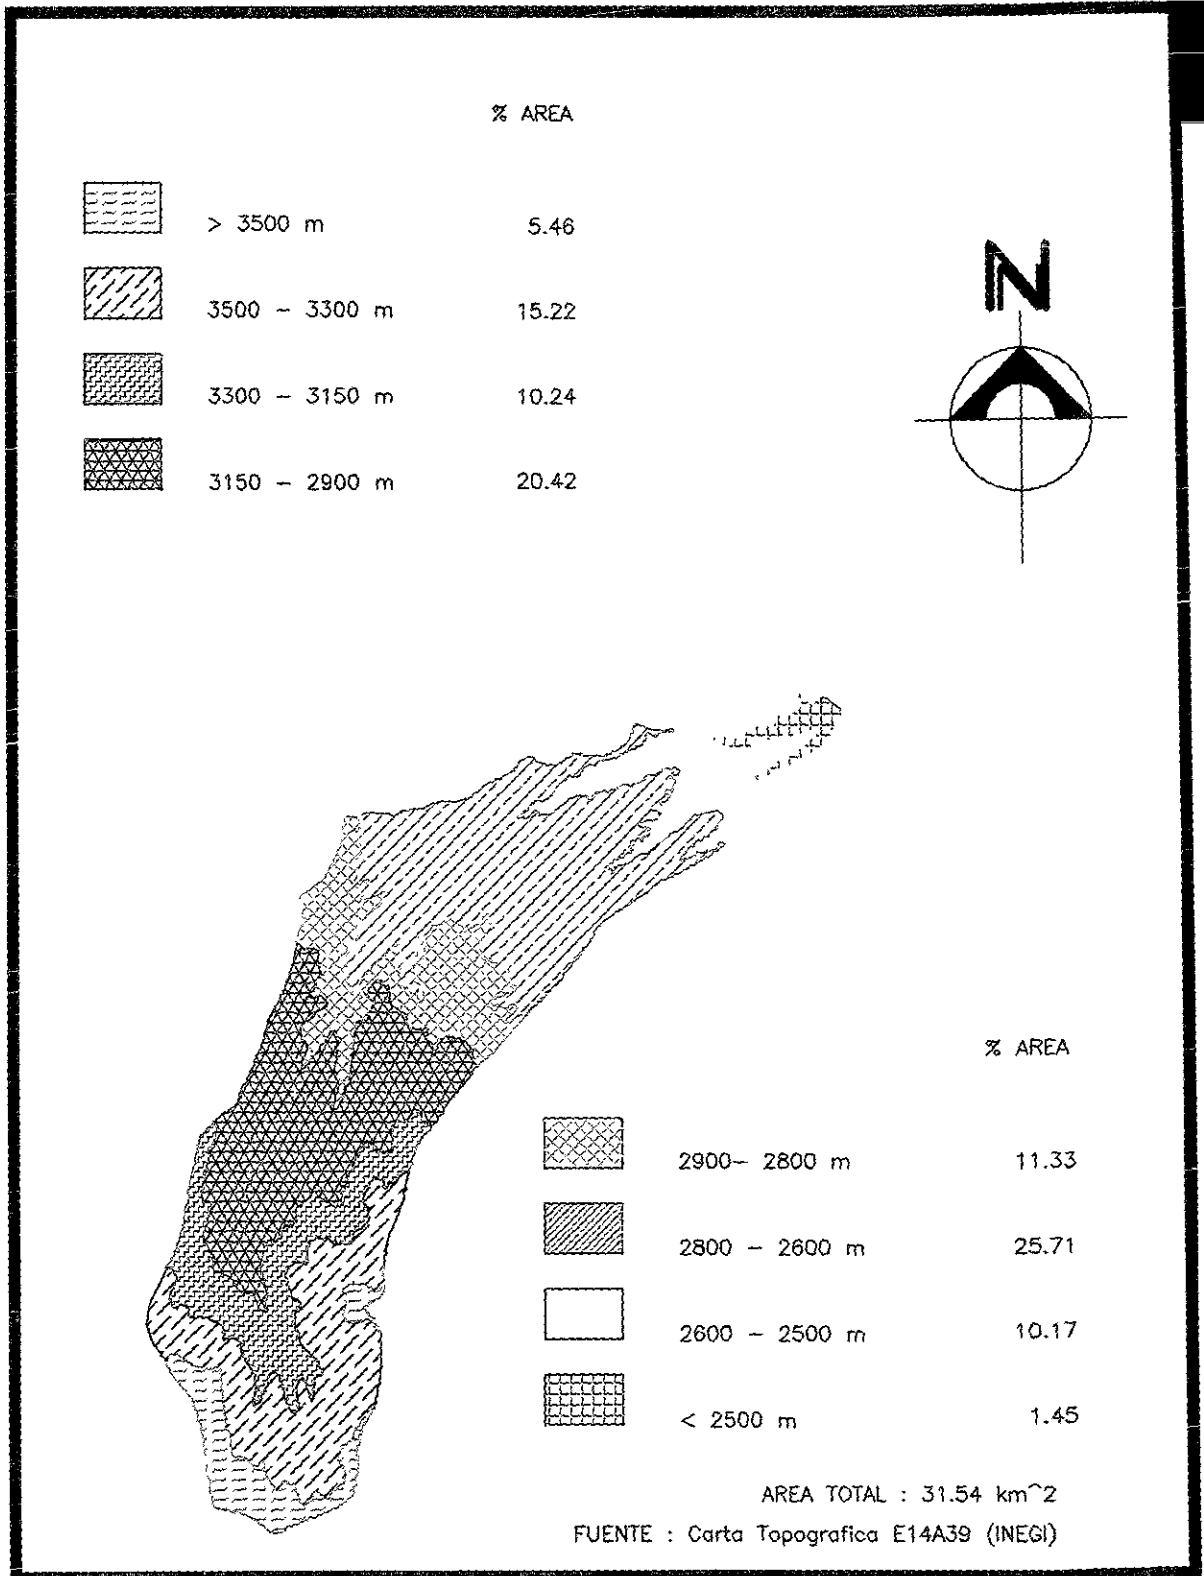 % AREA
> 3500 m 5.46
3500 - 3300 m 15.22
N
3300 - 3150 m 10.24
3150 - 2900 m 20.42
% AREA
2900- 2800 m 11.33
2800 - 2600 m 25.71
2600 - 2500 m 10.17
< 2500 m 1.45
AREA TOTAL : 31.54 km^2
FUENTE : Carta Topografica E14A39 (INEGI)